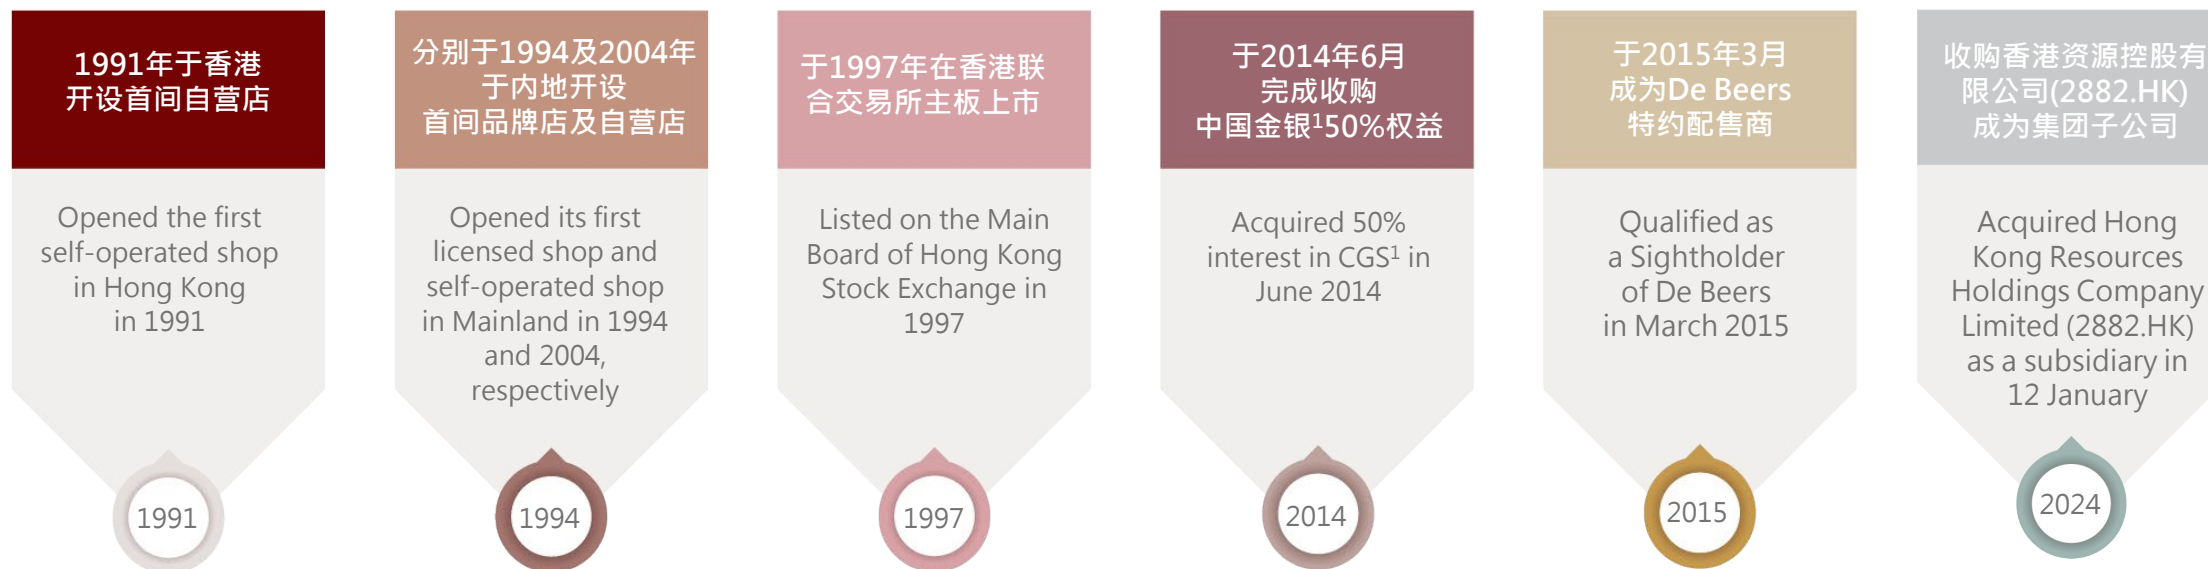 1991年于香港
开设首间自营店
Opened the first
self-operated shop
in Hong Kong
in 1991
1991
分别于1994及2004年
于内地开设
首间品牌店及自营店
Opened its first
licensed shop and
self-operated shop
in Mainland in 1994
and 2004,
respectively
1994
于1997年在香港联
合交易所主板上市
Listed on the Main
Board of Hong Kong
Stock Exchange in
1997
1997
于2014年6月
完成收购
中国金银¹50%权益
Acquired 50%
interest in CGS¹ in
June 2014
2014
于2015年3月
成为De Beers
特约配售商
Qualified as
a Sightholder
of De Beers
in March 2015
2015
收购香港资源控股有
限公司(2882.HK)
成为集团子公司
Acquired Hong
Kong Resources
Holdings Company
Limited (2882.HK)
as a subsidiary in
12 January
2024